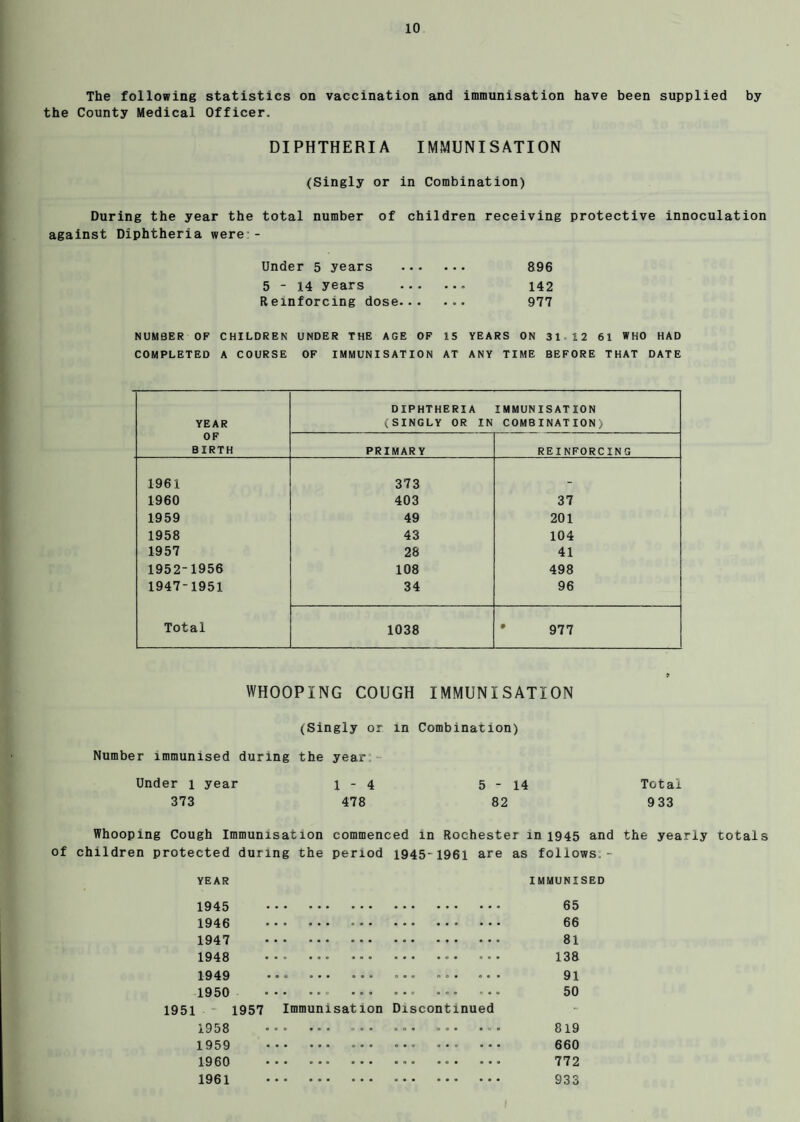 10
The following statistics on vaccination and immunisation have been supplied by
the County Medical Officer.
DIPHTHERIA IMMUNISATION
(Singly or in Combination)
During the year the total number of children receiving protective innoculation
against Diphtheria were:-
Under 5 years ... ... 896
5 - 14 years ... ... 142
Reinforcing dose... ... 977
NUMBER OF CHILDREN UNDER THE AGE OF 15 YEARS ON 31.12 61 WHO HAD
COMPLETED A COURSE OF IMMUNISATION AT ANY TIME BEFORE THAT DATE
YEAR OF BIRTH DIPHTHERIA IMMUNISATION
(SINGLY OR IN COMBINATION)
PRIMARY REINFORCING
1961 373 -
1960 403 37
1959 49 201
1958 43 104
1957 28 41
1952-1956 108 498
1947-1951 34 96
Total 1038 977
WHOOPING COUGH IMMUNISATION
(Singly or in Combination)
Number immunised during the year:-
Under 1 year 1 - 4 5 - 14 Total
373 478 82 933
Whooping Cough Immunisation commenced in Rochester in 1945 and the yearly totals
of children protected during the period 1945-1961 are as follows:-
YEAR IMMUNISED
1945 ... ... ... ... ... ... 65
1946 ... ... ... ... ... ... 66
1947 ... ... ... ... ... ... 81
1948 ... ... ... ... ... ... 138
1949 ... ... ... ... ... ... 91
1950 ... ... ... ... ... ... 50
1951 - 1957 Immunisation Discontinued -
1958 ... ... ... ... ... ... 819
1959 ... ... ... ... ... ... 660
1960 ... ... ... ... ... ... 772
1961 ... ... ... ... ... ... 933